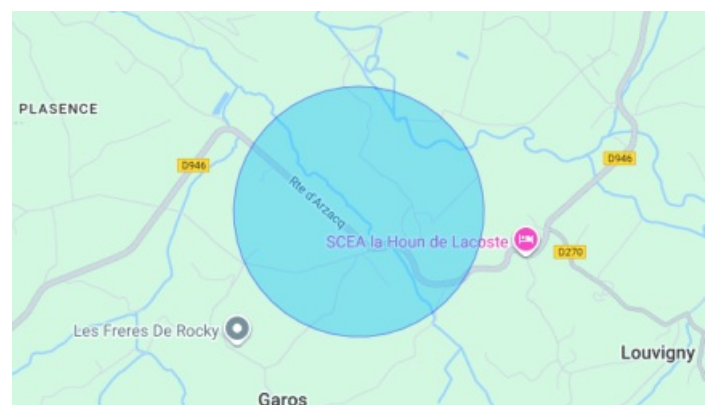 PLASENCE
D946
D946
Rte d'Arzacq
SCEA la Houn de Lacoste
D270
Les Freres De Rocky
Louvigny
Garos